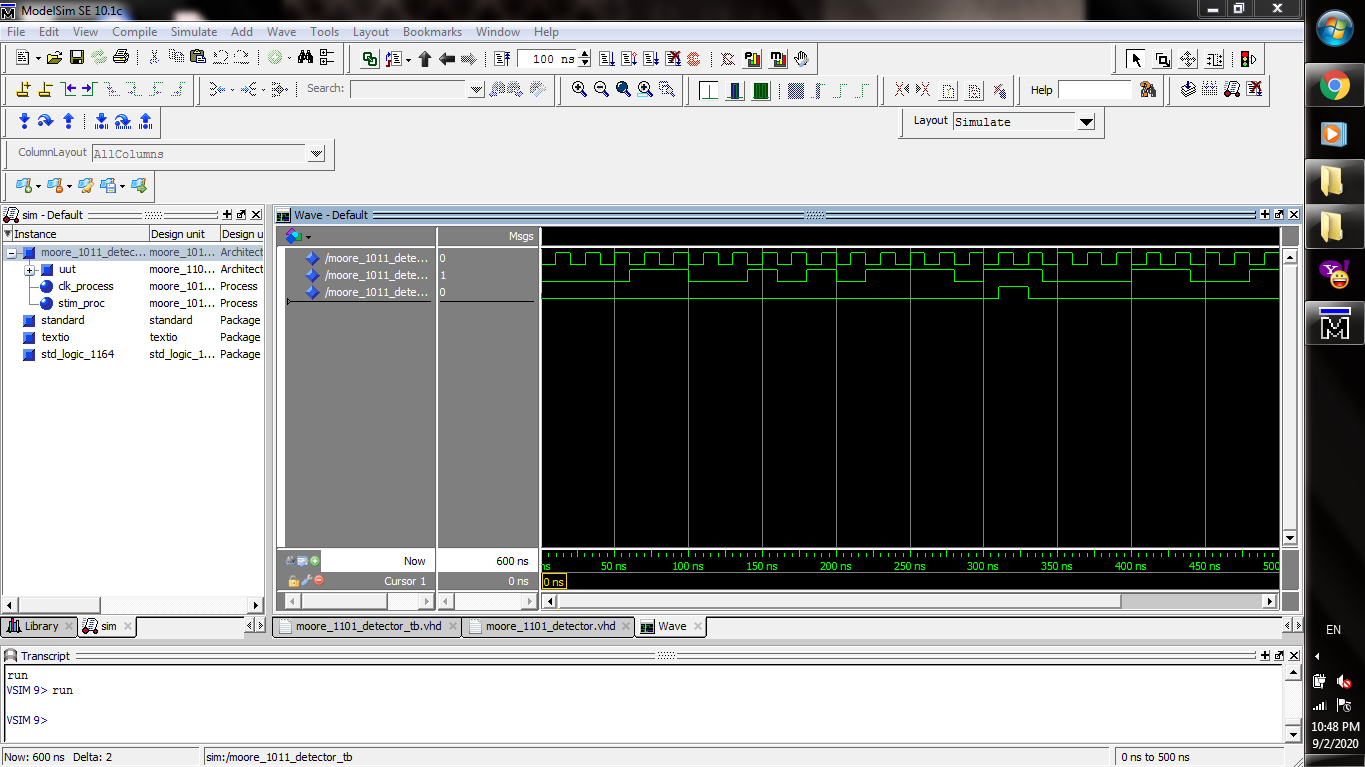 ModelSim SE 10.1c
File Edit View Compile Simulate Add Wave Tools Layout Bookmarks Window Help
100 ns
Search:
Help
Layout Simulate
ColumnLayout AllColumns
sim - Default
Instance Design unit Design u
moore_1011_detec... moore_101... Architect
uut moore_110... Architect
clk_process moore_101... Process
stim_proc moore_101... Process
standard standard Package
textio textio Package
std_logic_1164 std_logic_1... Package
Library sim
Wave - Default
Msgs
/moore_1011_dete... 0
/moore_1011_dete... 1
/moore_1011_dete... 0
Now 600 ns
Cursor 1 0 ns
ns 50 ns 100 ns 150 ns 200 ns 250 ns 300 ns 350 ns 400 ns 450 ns 500
0 ns
moore_1101_detector_tb.vhd moore_1101_detector.vhd Wave
Transcript
run
VSIM 9> run
VSIM 9>
Now: 600 ns Delta: 2 sim:/moore_1011_detector_tb 0 ns to 500 ns
EN
10:48 PM
9/2/2020